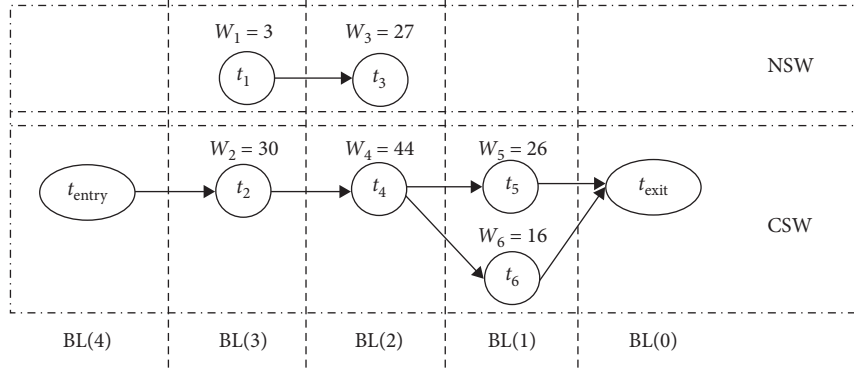 W1 = 3
W3 = 27
t1
t3
NSW
W2 = 30
W4 = 44
W5 = 26
tentry
t2
t4
t5
texit
W6 = 16
t6
CSW
BL(4)
BL(3)
BL(2)
BL(1)
BL(0)